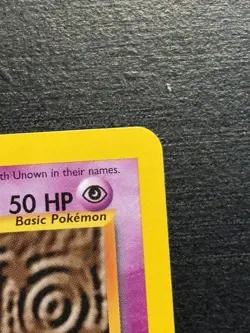 th Unown in their names.
50 HP
Basic Pokémon